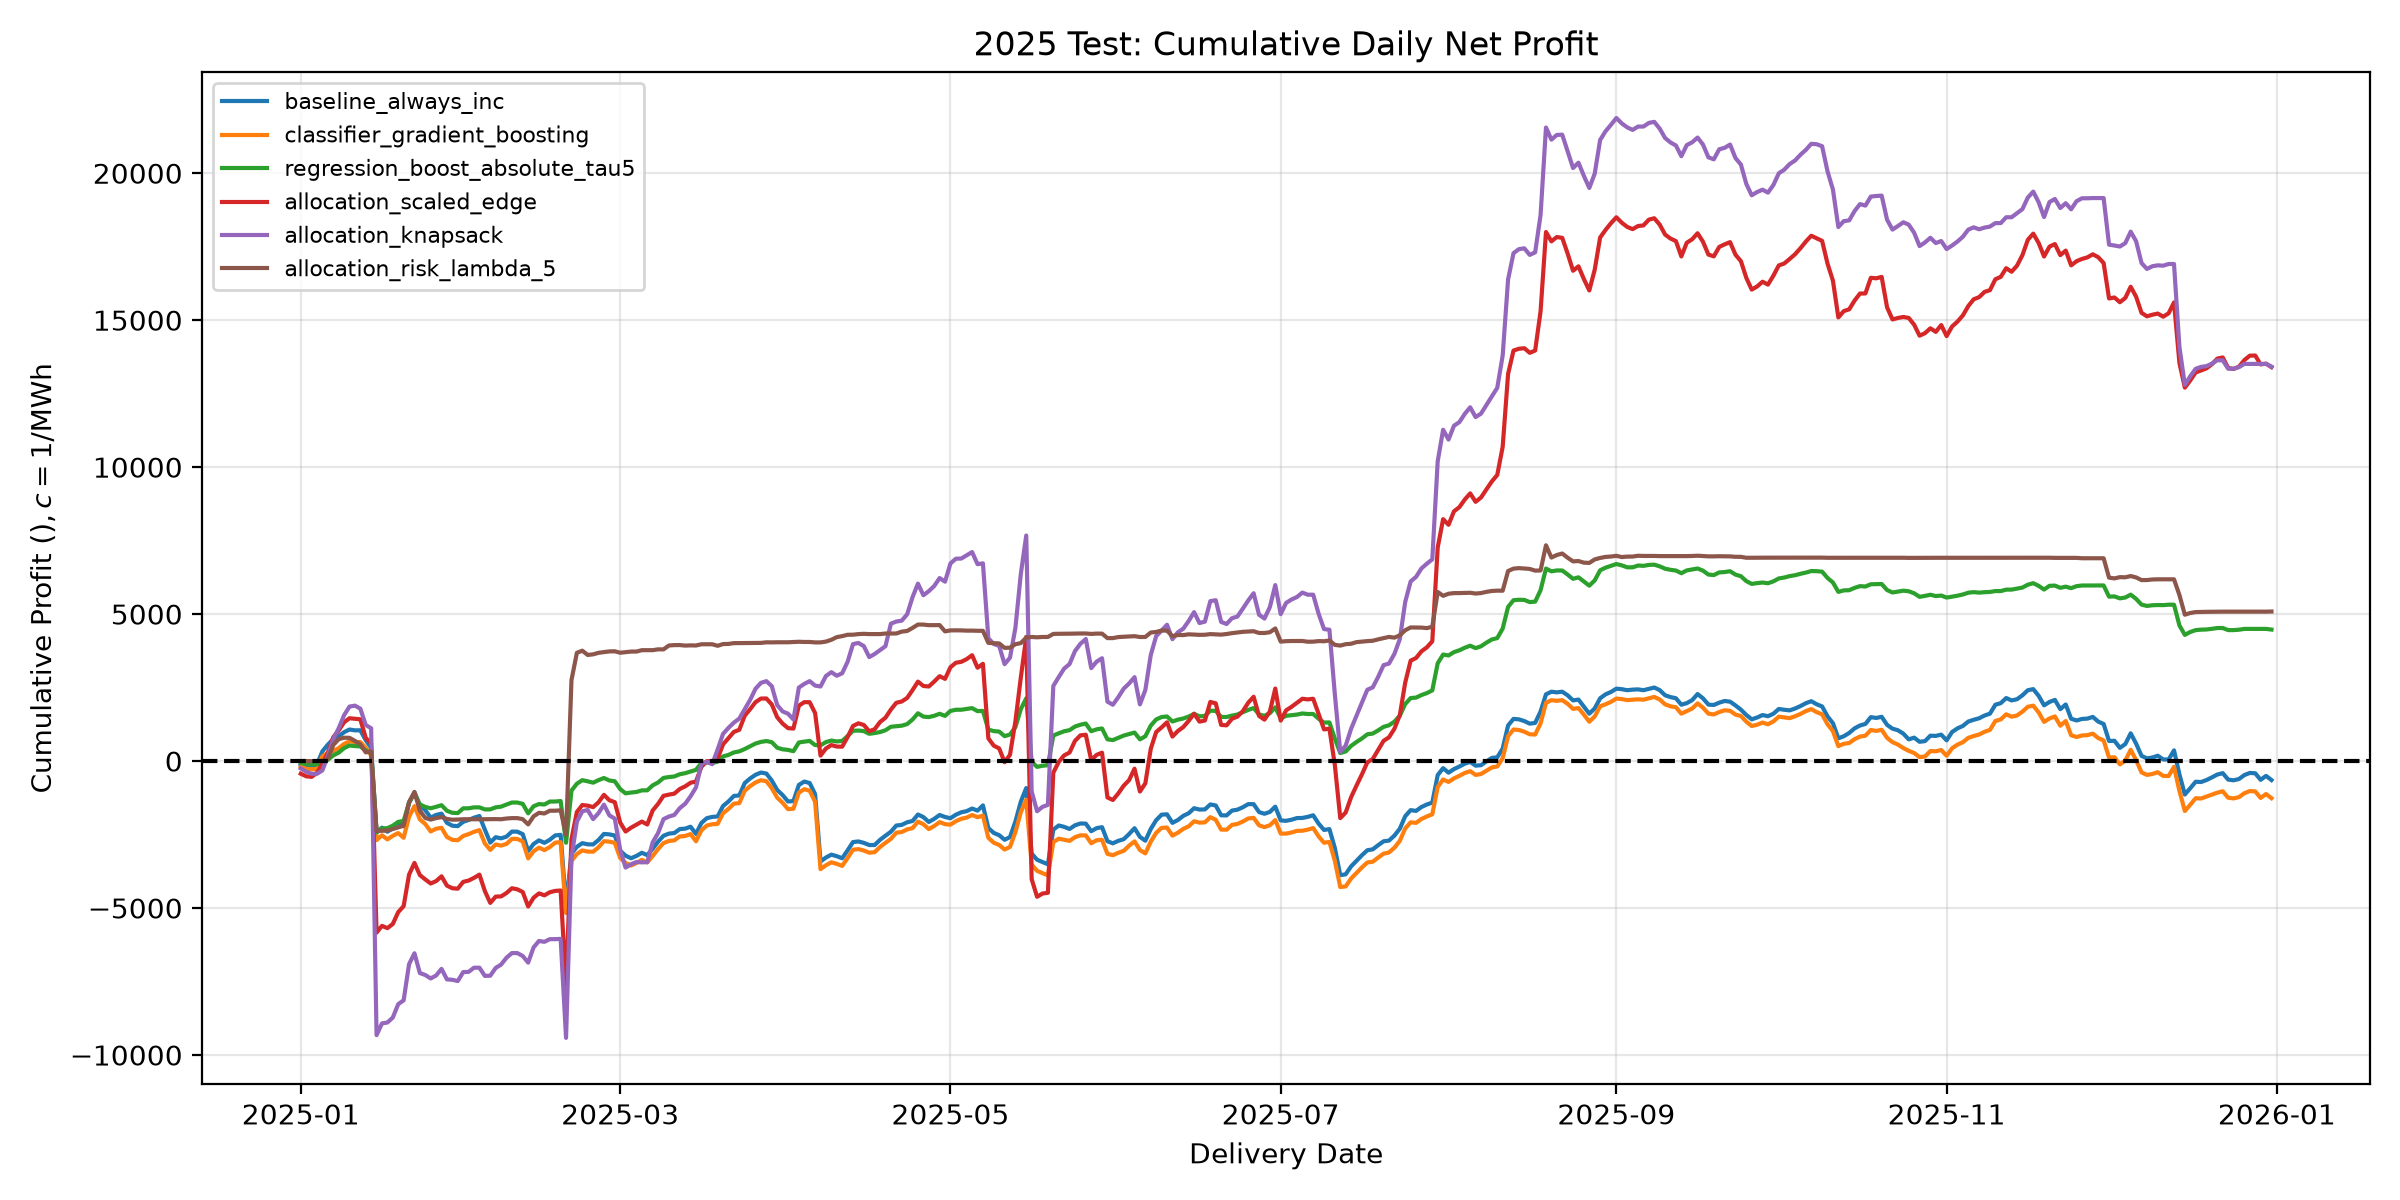 2025 Test: Cumulative Daily Net Profit
baseline_always_inc
classifier_gradient_boosting
regression_boost_absolute_tau5
allocation_scaled_edge
allocation_knapsack
allocation_risk_lambda_5
20000
15000
10000
5000
0
−5000
−10000
Cumulative Profit (), c = 1/MWh
2025-01
2025-03
2025-05
2025-07
2025-09
2025-11
2026-01
Delivery Date